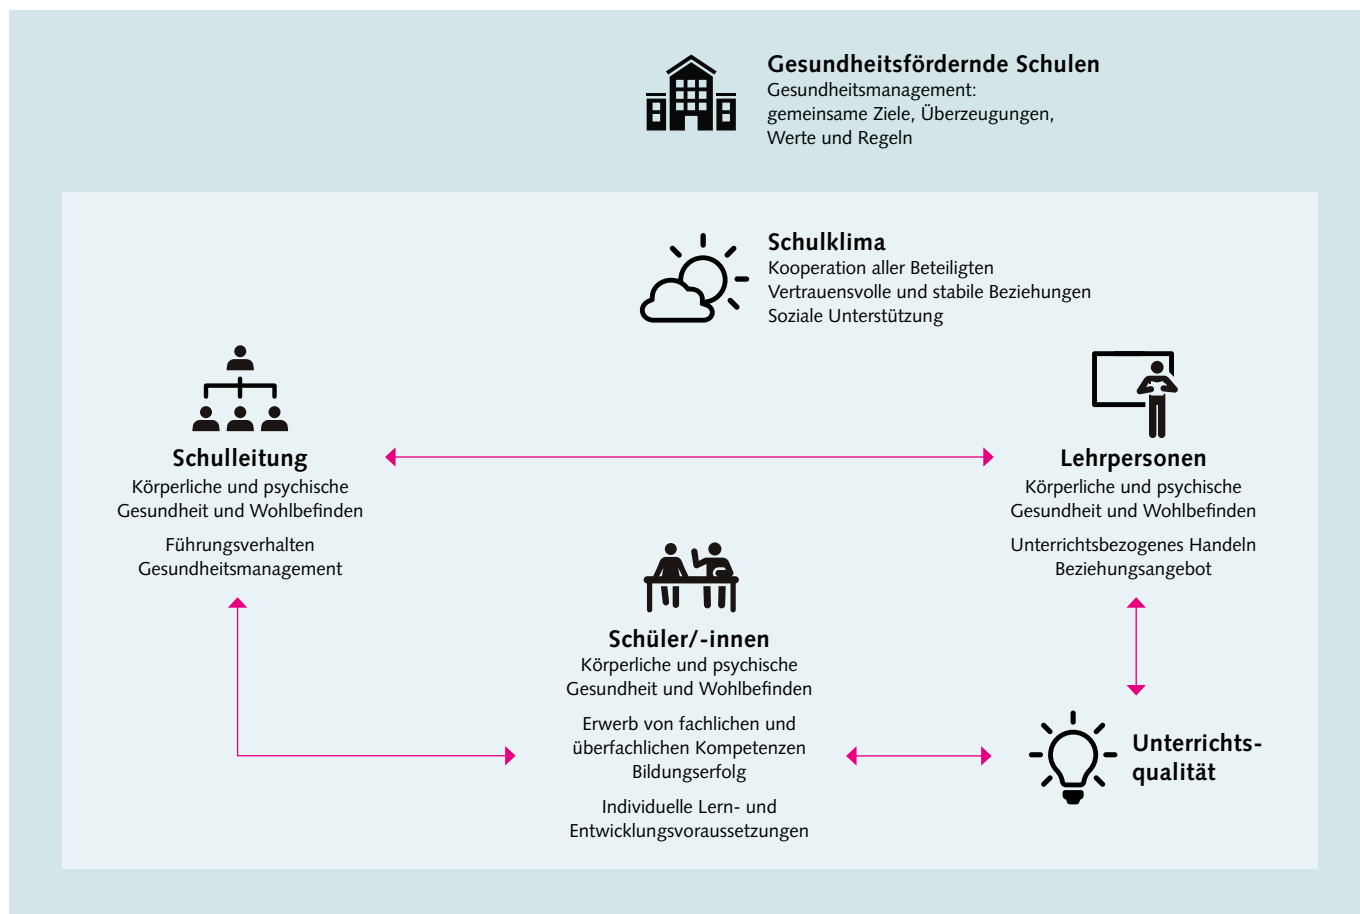 Gesundheitsfördernde Schulen
Gesundheitsmanagement:
gemeinsame Ziele, Überzeugungen,
Werte und Regeln
Schulklima
Kooperation aller Beteiligten
Vertrauensvolle und stabile Beziehungen
Soziale Unterstützung
Schulleitung
Körperliche und psychische
Gesundheit und Wohlbefinden
Führungsverhalten
Gesundheitsmanagement
Lehrpersonen
Körperliche und psychische
Gesundheit und Wohlbefinden
Unterrichtsbezogenes Handeln
Beziehungsangebot
Schüler/-innen
Körperliche und psychische
Gesundheit und Wohlbefinden
Erwerb von fachlichen und
überfachlichen Kompetenzen
Bildungserfolg
Individuelle Lern- und
Entwicklungsvoraussetzungen
Unterrichts-
qualität